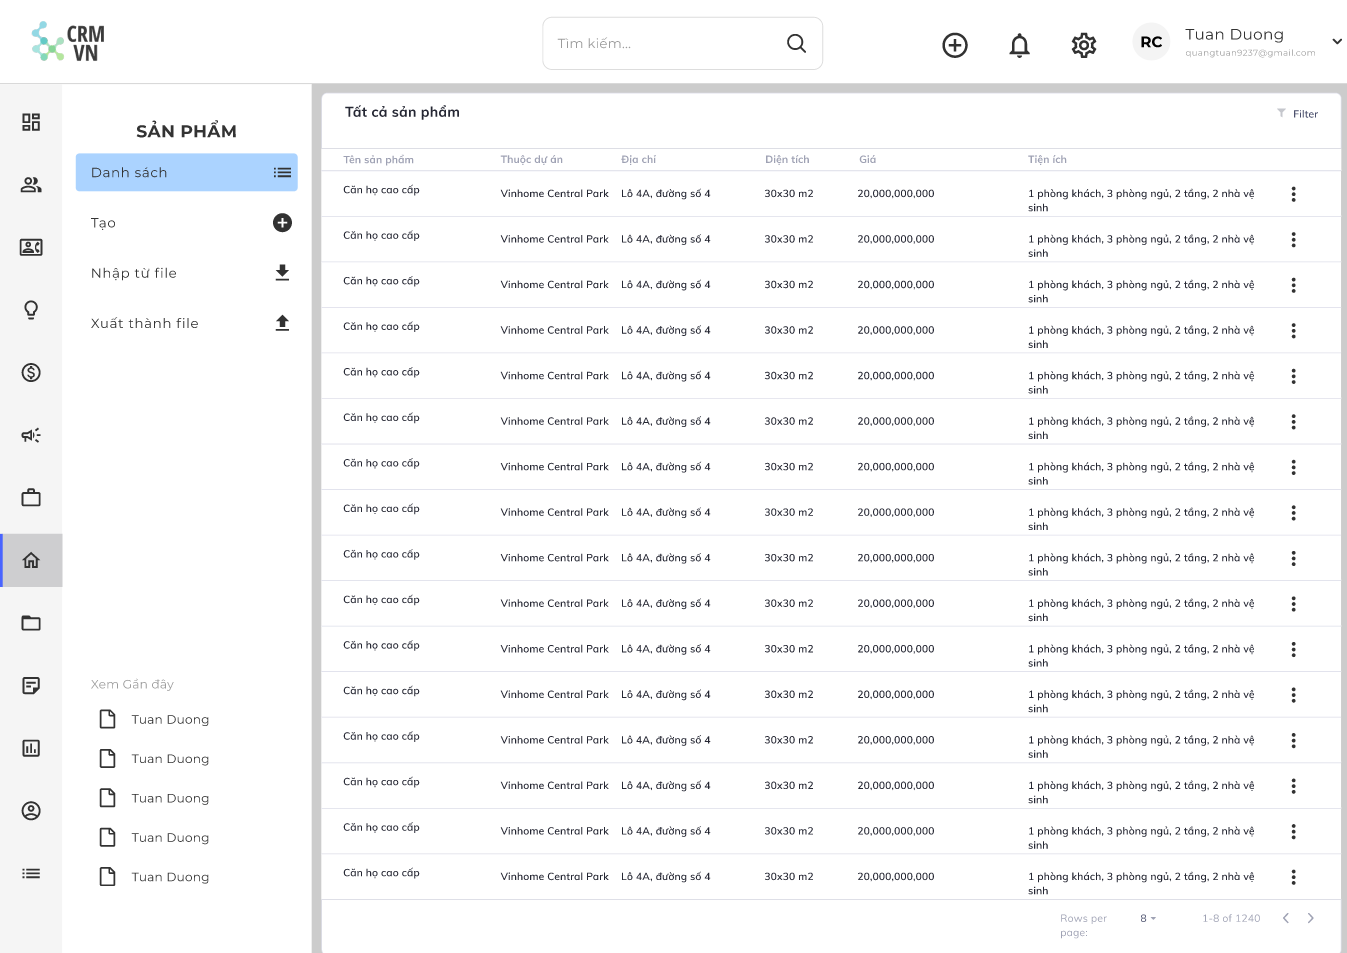 CRM
VN
Tìm kiếm...
RC
Tuan Duong
quangtuan9237@gmail.com
SẢN PHẨM
Danh sách
Tạo
Nhập từ file
Xuất thành file
Xem Gần đây
Tuan Duong
Tuan Duong
Tuan Duong
Tuan Duong
Tuan Duong
Tất cả sản phẩm
Filter
Tên sản phẩm Thuộc dự án Địa chỉ Diện tích Giá Tiện ích
Căn họ cao cấp Vinhome Central Park Lô 4A, đường số 4 30x30 m2 20,000,000,000 1 phòng khách, 3 phòng ngủ, 2 tầng, 2 nhà vệ
sinh
Căn họ cao cấp Vinhome Central Park Lô 4A, đường số 4 30x30 m2 20,000,000,000 1 phòng khách, 3 phòng ngủ, 2 tầng, 2 nhà vệ
sinh
Căn họ cao cấp Vinhome Central Park Lô 4A, đường số 4 30x30 m2 20,000,000,000 1 phòng khách, 3 phòng ngủ, 2 tầng, 2 nhà vệ
sinh
Căn họ cao cấp Vinhome Central Park Lô 4A, đường số 4 30x30 m2 20,000,000,000 1 phòng khách, 3 phòng ngủ, 2 tầng, 2 nhà vệ
sinh
Căn họ cao cấp Vinhome Central Park Lô 4A, đường số 4 30x30 m2 20,000,000,000 1 phòng khách, 3 phòng ngủ, 2 tầng, 2 nhà vệ
sinh
Căn họ cao cấp Vinhome Central Park Lô 4A, đường số 4 30x30 m2 20,000,000,000 1 phòng khách, 3 phòng ngủ, 2 tầng, 2 nhà vệ
sinh
Căn họ cao cấp Vinhome Central Park Lô 4A, đường số 4 30x30 m2 20,000,000,000 1 phòng khách, 3 phòng ngủ, 2 tầng, 2 nhà vệ
sinh
Căn họ cao cấp Vinhome Central Park Lô 4A, đường số 4 30x30 m2 20,000,000,000 1 phòng khách, 3 phòng ngủ, 2 tầng, 2 nhà vệ
sinh
Căn họ cao cấp Vinhome Central Park Lô 4A, đường số 4 30x30 m2 20,000,000,000 1 phòng khách, 3 phòng ngủ, 2 tầng, 2 nhà vệ
sinh
Căn họ cao cấp Vinhome Central Park Lô 4A, đường số 4 30x30 m2 20,000,000,000 1 phòng khách, 3 phòng ngủ, 2 tầng, 2 nhà vệ
sinh
Căn họ cao cấp Vinhome Central Park Lô 4A, đường số 4 30x30 m2 20,000,000,000 1 phòng khách, 3 phòng ngủ, 2 tầng, 2 nhà vệ
sinh
Căn họ cao cấp Vinhome Central Park Lô 4A, đường số 4 30x30 m2 20,000,000,000 1 phòng khách, 3 phòng ngủ, 2 tầng, 2 nhà vệ
sinh
Căn họ cao cấp Vinhome Central Park Lô 4A, đường số 4 30x30 m2 20,000,000,000 1 phòng khách, 3 phòng ngủ, 2 tầng, 2 nhà vệ
sinh
Căn họ cao cấp Vinhome Central Park Lô 4A, đường số 4 30x30 m2 20,000,000,000 1 phòng khách, 3 phòng ngủ, 2 tầng, 2 nhà vệ
sinh
Căn họ cao cấp Vinhome Central Park Lô 4A, đường số 4 30x30 m2 20,000,000,000 1 phòng khách, 3 phòng ngủ, 2 tầng, 2 nhà vệ
sinh
Căn họ cao cấp Vinhome Central Park Lô 4A, đường số 4 30x30 m2 20,000,000,000 1 phòng khách, 3 phòng ngủ, 2 tầng, 2 nhà vệ
sinh
Rows per 8 1-8 of 1240
page: